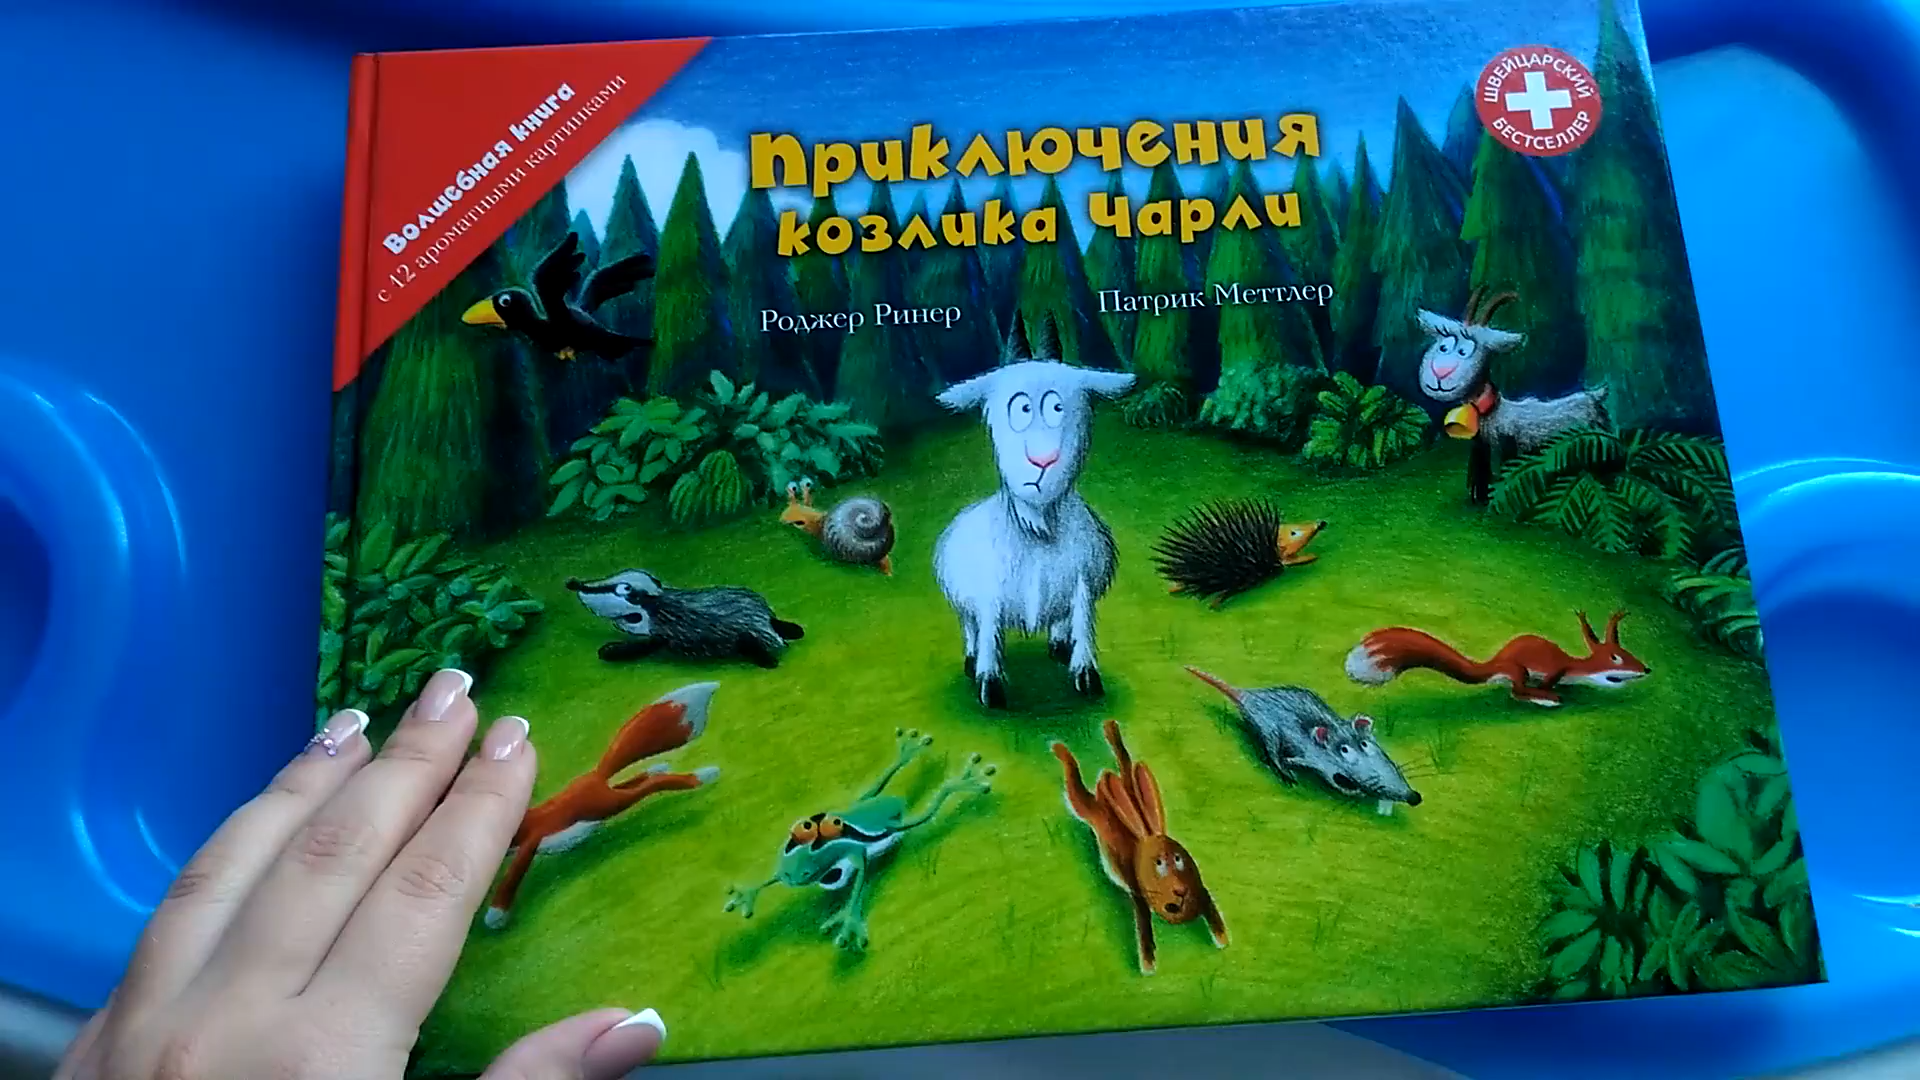 Волшебная книга
с 12 ароматными картинками
Приключения
козлика Чарли
Роджер Ринер
Патрик Меттлер
ШВЕЙЦАРСКИЙ
БЕСТСЕЛЛЕР